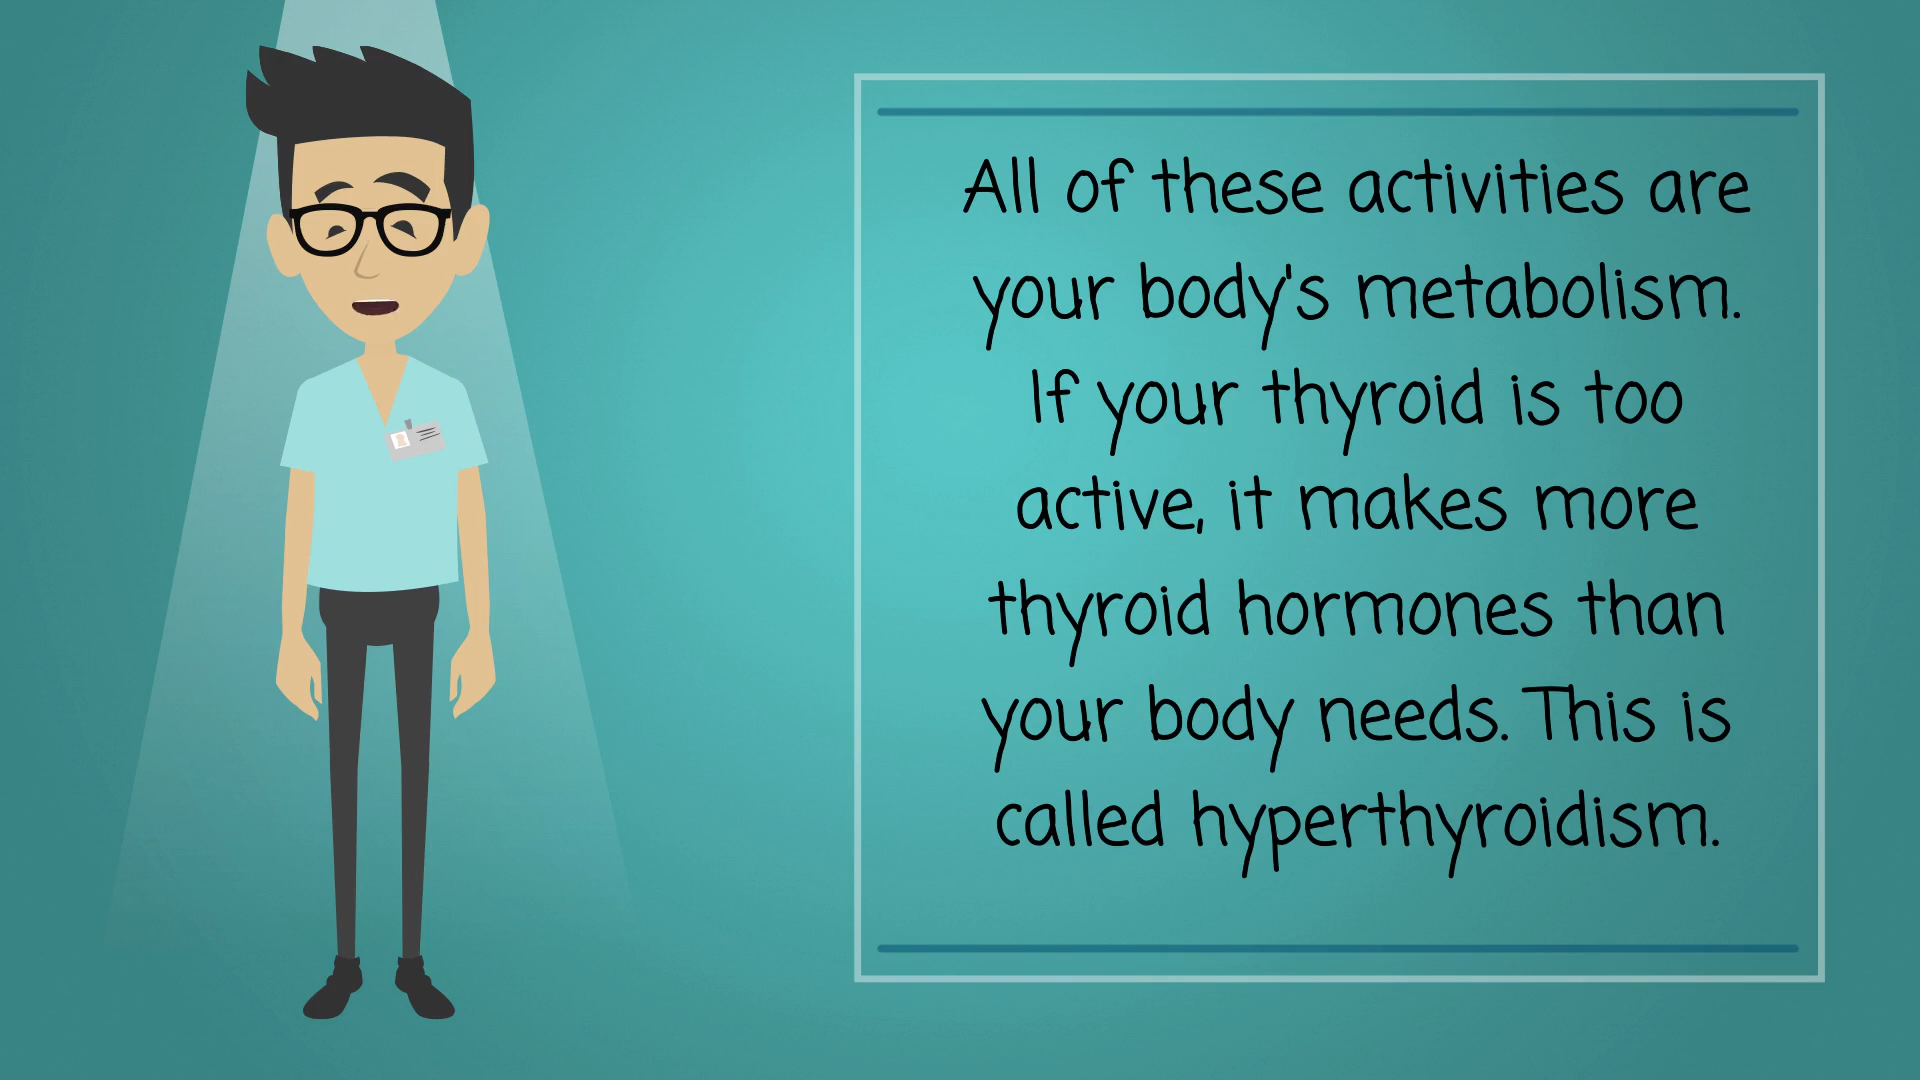 All of these activities are
your body's metabolism.
If your thyroid is too
active, it makes more
thyroid hormones than
your body needs. This is
called hyperthyroidism.